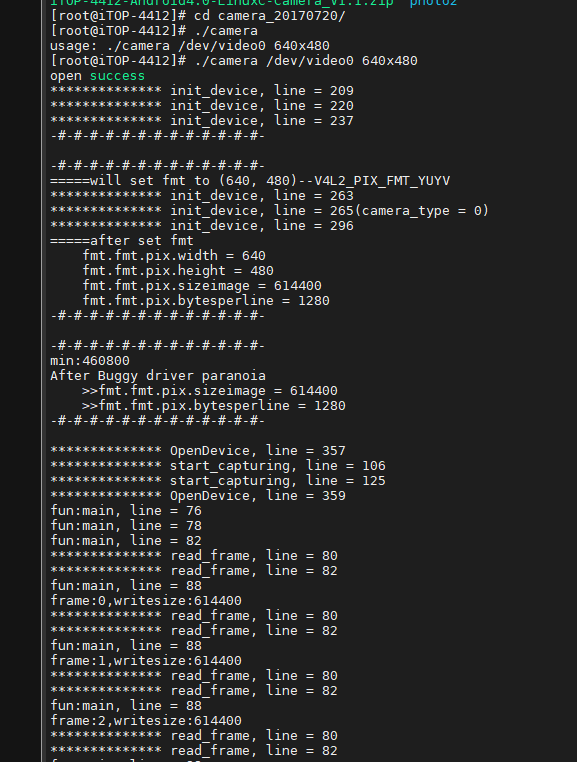 iTOP-4412-Android4.0-LinuxC-Camera_V1.1.zip photo2
[root@iTOP-4412]# cd camera_20170720/
[root@iTOP-4412]# ./camera
usage: ./camera /dev/video0 640x480
[root@iTOP-4412]# ./camera /dev/video0 640x480
open success
************** init_device, line = 209
************** init_device, line = 220
************** init_device, line = 237
-#-#-#-#-#-#-#-#-#-#-#-#-#-
-#-#-#-#-#-#-#-#-#-#-#-#-#-
=====will set fmt to (640, 480)--V4L2_PIX_FMT_YUYV
************** init_device, line = 263
************** init_device, line = 265(camera_type = 0)
************** init_device, line = 296
=====after set fmt
    fmt.fmt.pix.width = 640
    fmt.fmt.pix.height = 480
    fmt.fmt.pix.sizeimage = 614400
    fmt.fmt.pix.bytesperline = 1280
-#-#-#-#-#-#-#-#-#-#-#-#-#-
-#-#-#-#-#-#-#-#-#-#-#-#-#-
min:460800
After Buggy driver paranoia
    >>fmt.fmt.pix.sizeimage = 614400
    >>fmt.fmt.pix.bytesperline = 1280
-#-#-#-#-#-#-#-#-#-#-#-#-#-
************** OpenDevice, line = 357
************** start_capturing, line = 106
************** start_capturing, line = 125
************** OpenDevice, line = 359
fun:main, line = 76
fun:main, line = 78
fun:main, line = 82
************** read_frame, line = 80
************** read_frame, line = 82
fun:main, line = 88
frame:0,writesize:614400
************** read_frame, line = 80
************** read_frame, line = 82
fun:main, line = 88
frame:1,writesize:614400
************** read_frame, line = 80
************** read_frame, line = 82
fun:main, line = 88
frame:2,writesize:614400
************** read_frame, line = 80
************** read_frame, line = 82